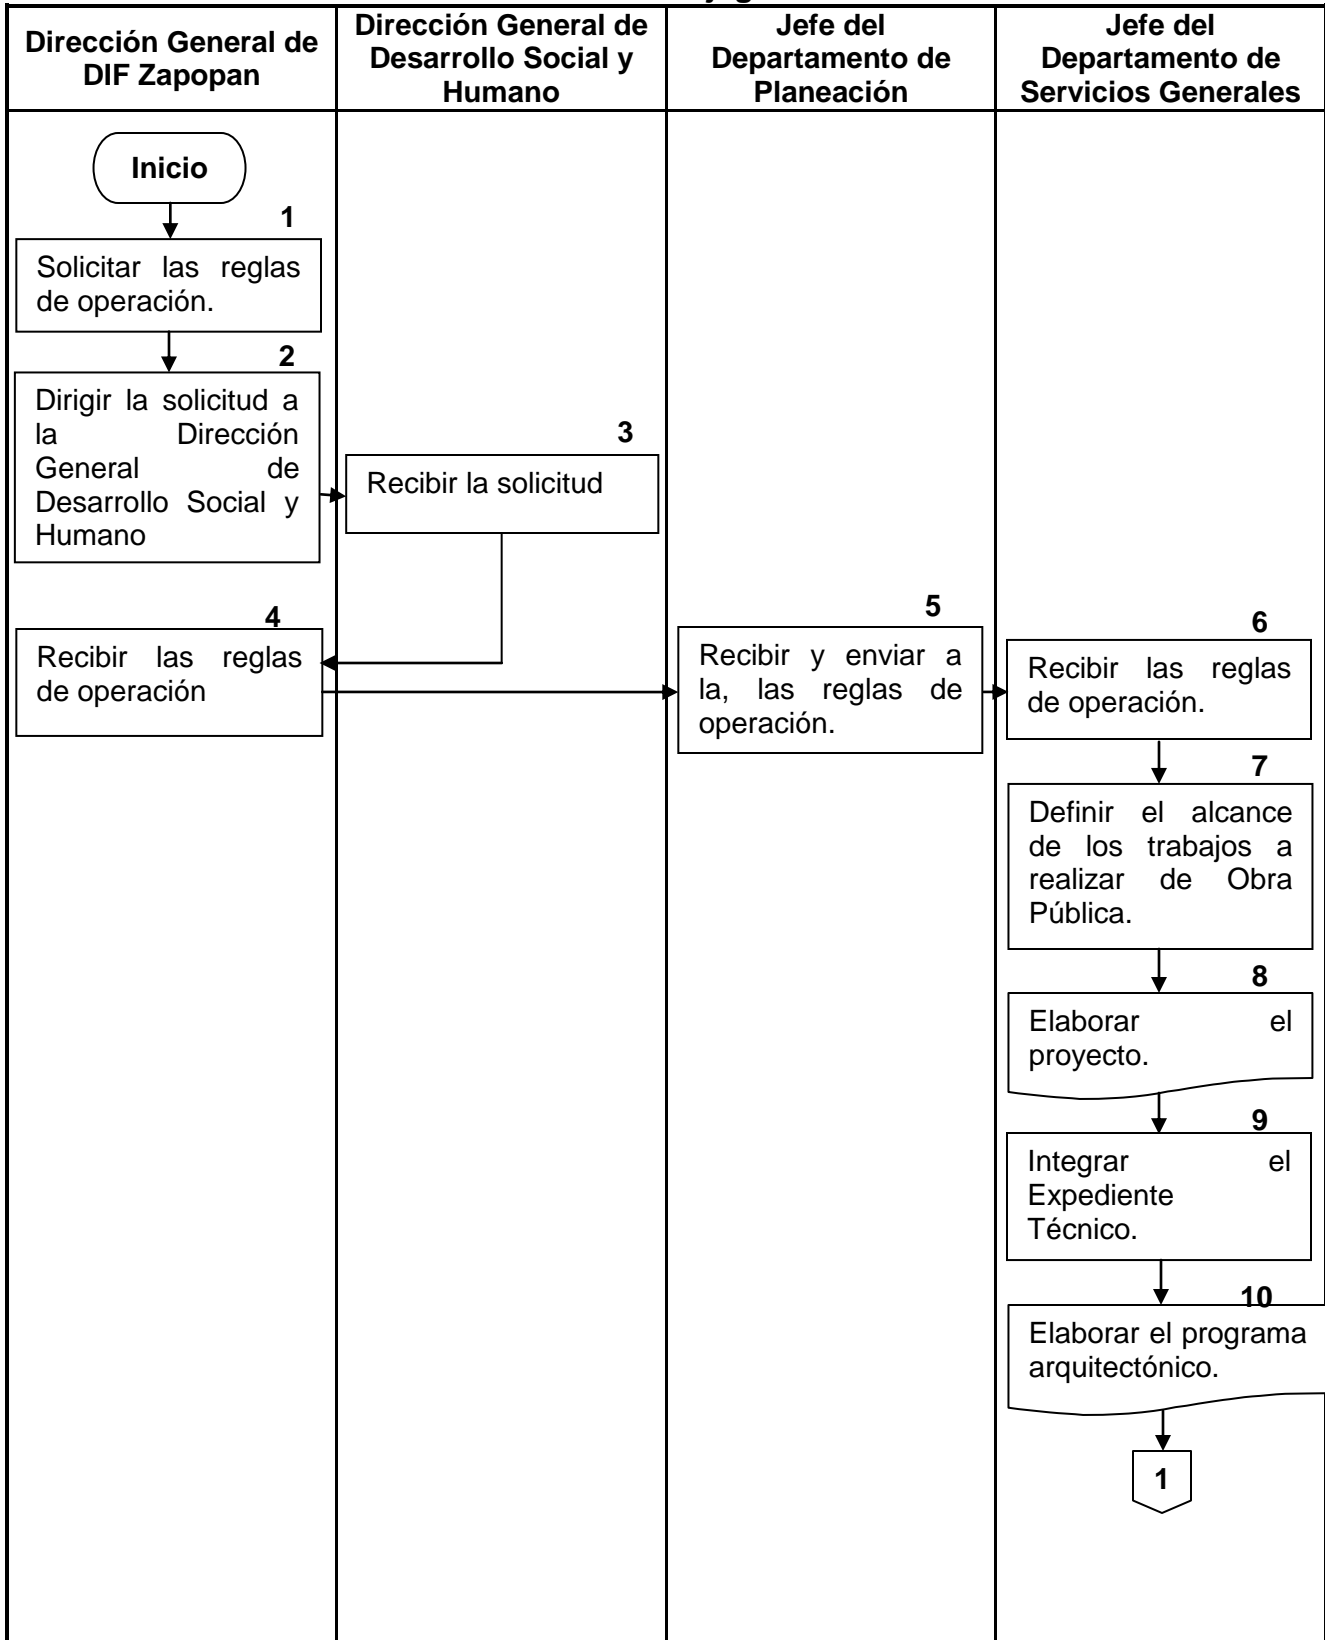 Dirección General de
DIF Zapopan
Dirección General de
Desarrollo Social y
Humano
Jefe del
Departamento de
Planeación
Jefe del
Departamento de
Servicios Generales
Inicio
1
Solicitar las reglas
de operación.
2
Dirigir la solicitud a
la Dirección
General de
Desarrollo Social y
Humano
3
Recibir la solicitud
4
Recibir las reglas
de operación
5
Recibir y enviar a
la, las reglas de
operación.
6
Recibir las reglas
de operación.
7
Definir el alcance
de los trabajos a
realizar de Obra
Pública.
8
Elaborar el
proyecto.
9
Integrar el
Expediente
Técnico.
10
Elaborar el programa
arquitectónico.
1